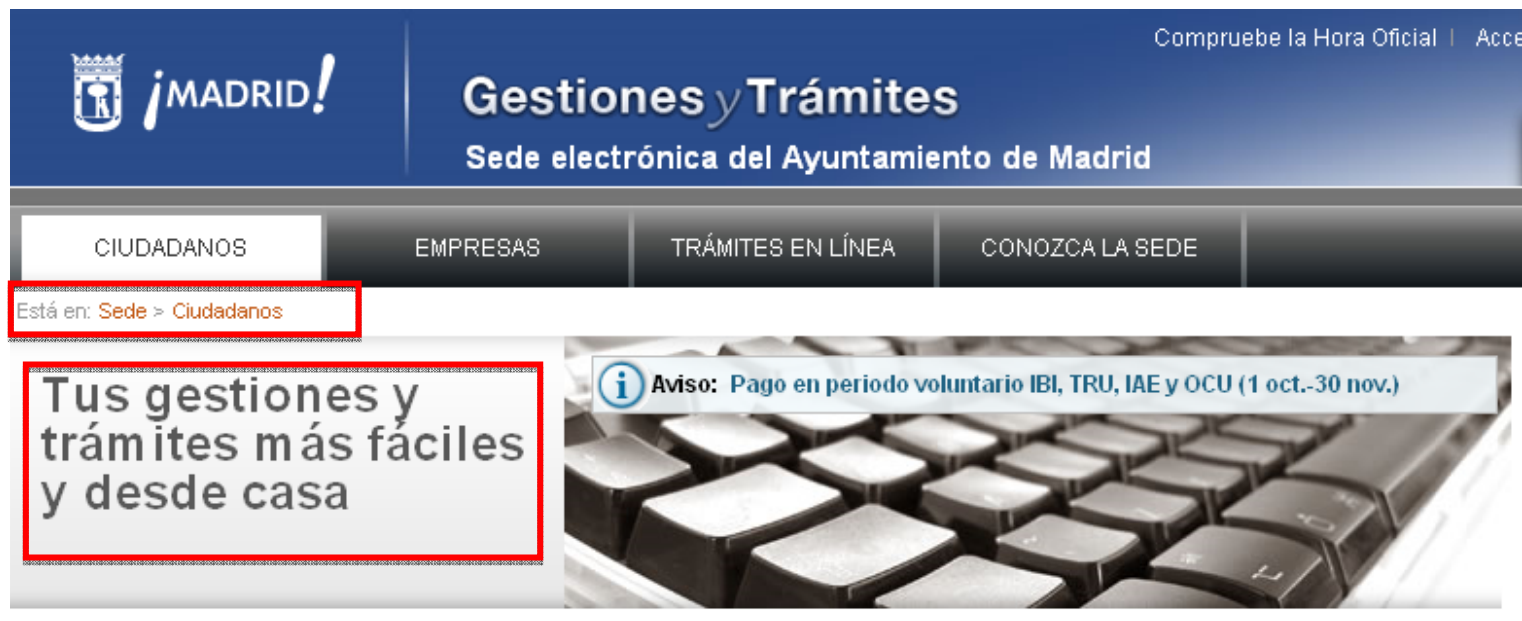 Compruebe la Hora Oficial | Acce
¡MADRID!
Gestiones y Trámites
Sede electrónica del Ayuntamiento de Madrid
CIUDADANOS EMPRESAS TRÁMITES EN LÍNEA CONOZCA LA SEDE
Está en: Sede > Ciudadanos
Aviso: Pago en periodo voluntario IBI, TRU, IAE y OCU (1 oct.-30 nov.)
Tus gestiones y
trámites más fáciles
y desde casa